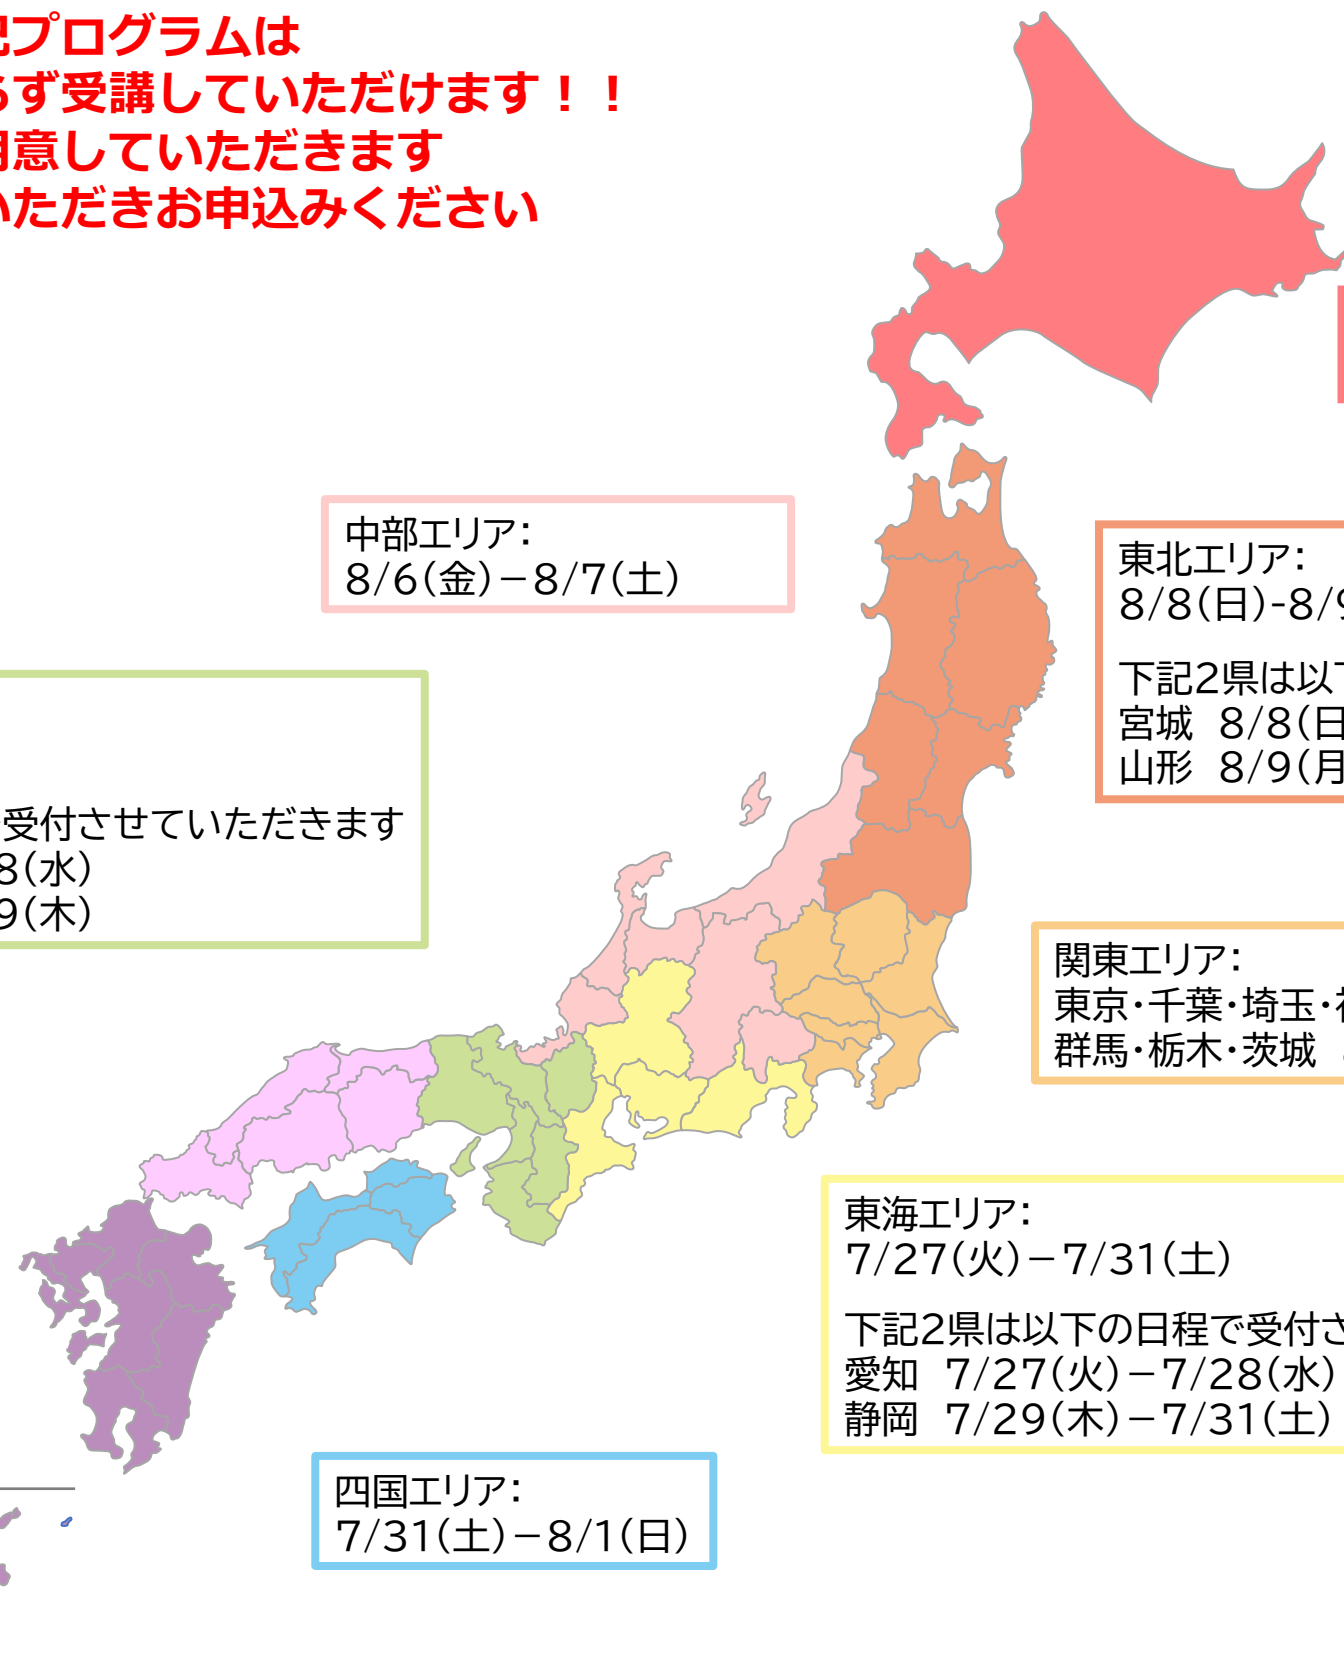 プログラムは
ず受講していただけます！！
意していただきます
いただきお申込みください
中部エリア：
8/6(金)－8/7(土)
東北エリア：
8/8(日)-8/9
下記2県は以下
宮城 8/8(日
山形 8/9(月
受付させていただきます
8(水)
9(木)
関東エリア：
東京・千葉・埼玉・
群馬・栃木・茨城
東海エリア：
7/27(火)－7/31(土)
下記2県は以下の日程で受付さ
愛知 7/27(火)－7/28(水)
静岡 7/29(木)－7/31(土)
四国エリア：
7/31(土)－8/1(日)